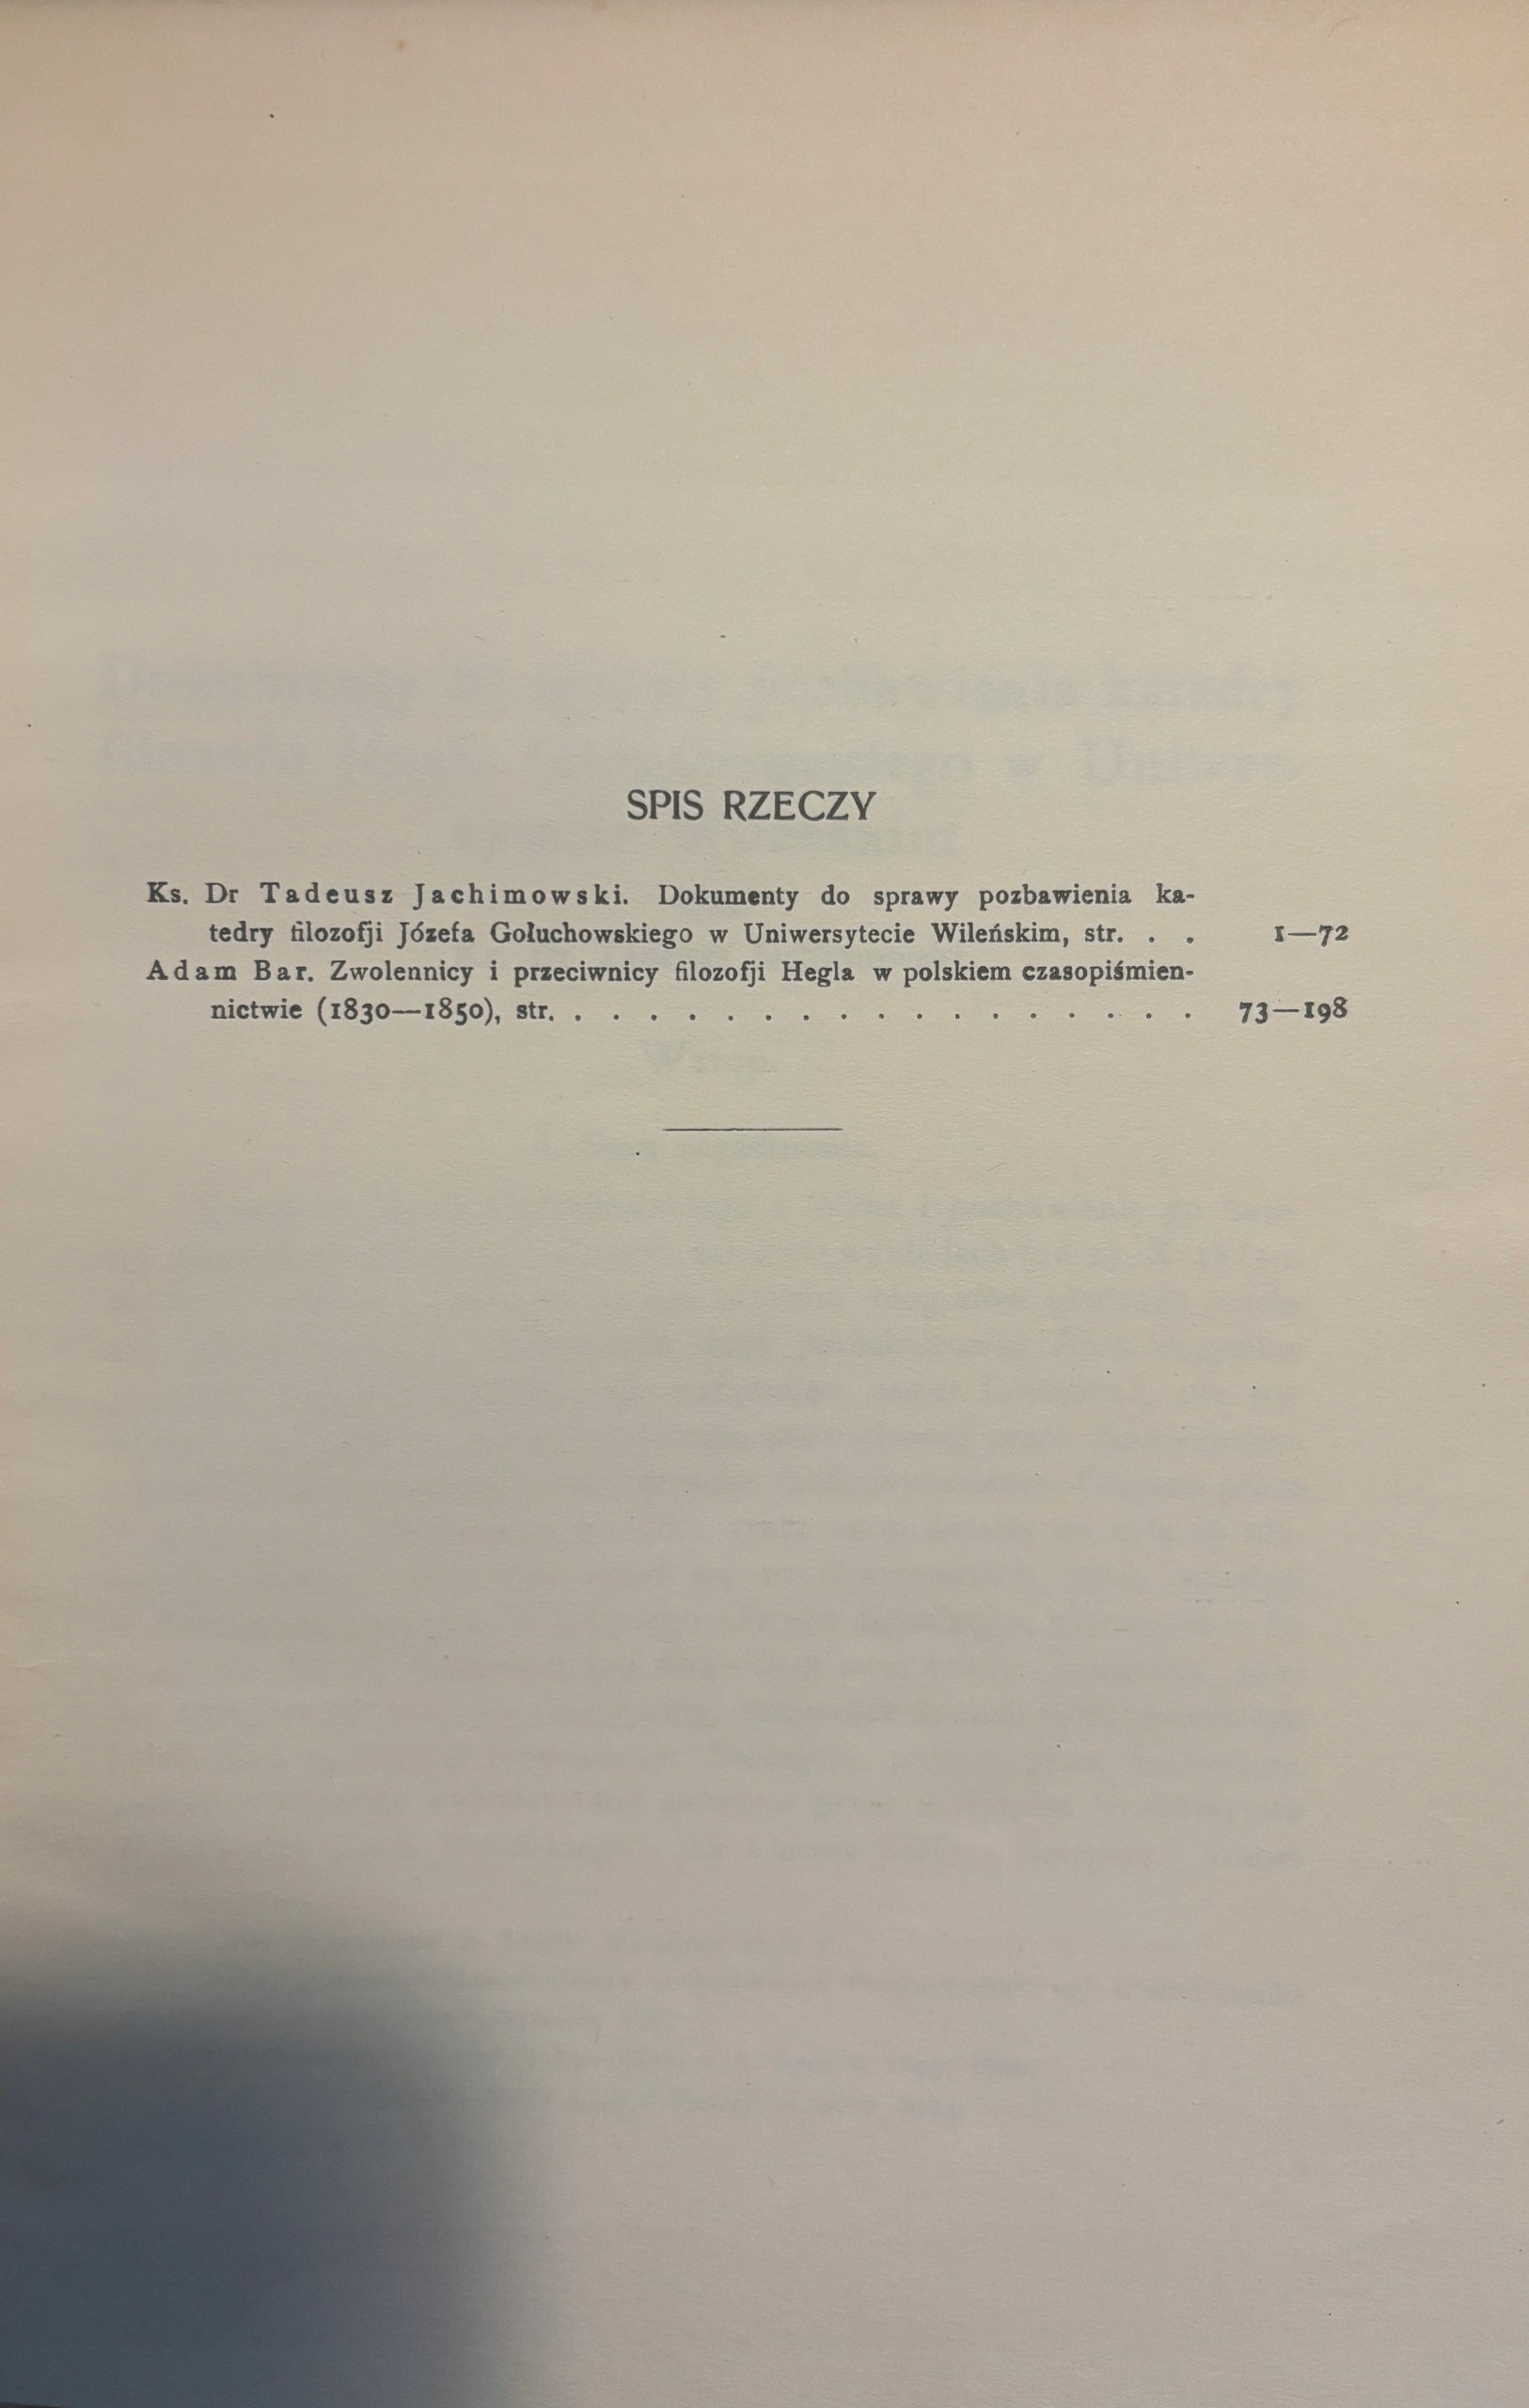 SPIS RZECZY
Ks. Dr Tadeusz Jachimowski. Dokumenty do sprawy pozbawienia ka-
tedry filozofji Józefa Gołuchowskiego w Uniwersytecie Wileńskim, str. . . 1—72
Adam Bar. Zwolennicy i przeciwnicy filozofji Hegla w polskiem czasopiśmien-
nictwie (1830—1850), str. . . . . . . . . . . . . . . . . . 73—198